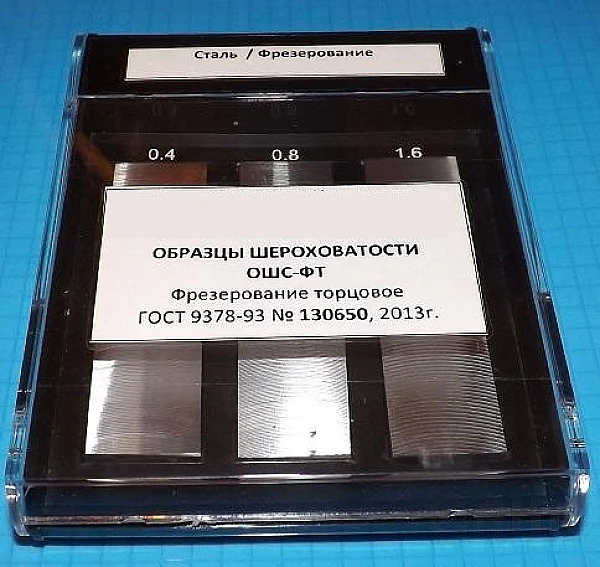 Сталь / Фрезерование
0.4 0.8 1.6
ОБРАЗЦЫ ШЕРОХОВАТОСТИ
ОШС-ФТ
Фрезерование торцовое
ГОСТ 9378-93 № 130650, 2013г.